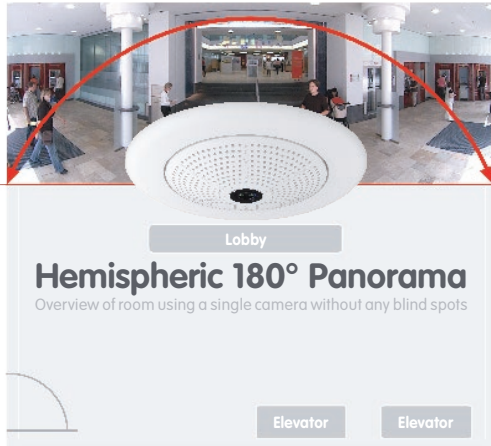 Lobby
Hemispheric 180° Panorama
Overview of room using a single camera without any blind spots
Elevator
Elevator